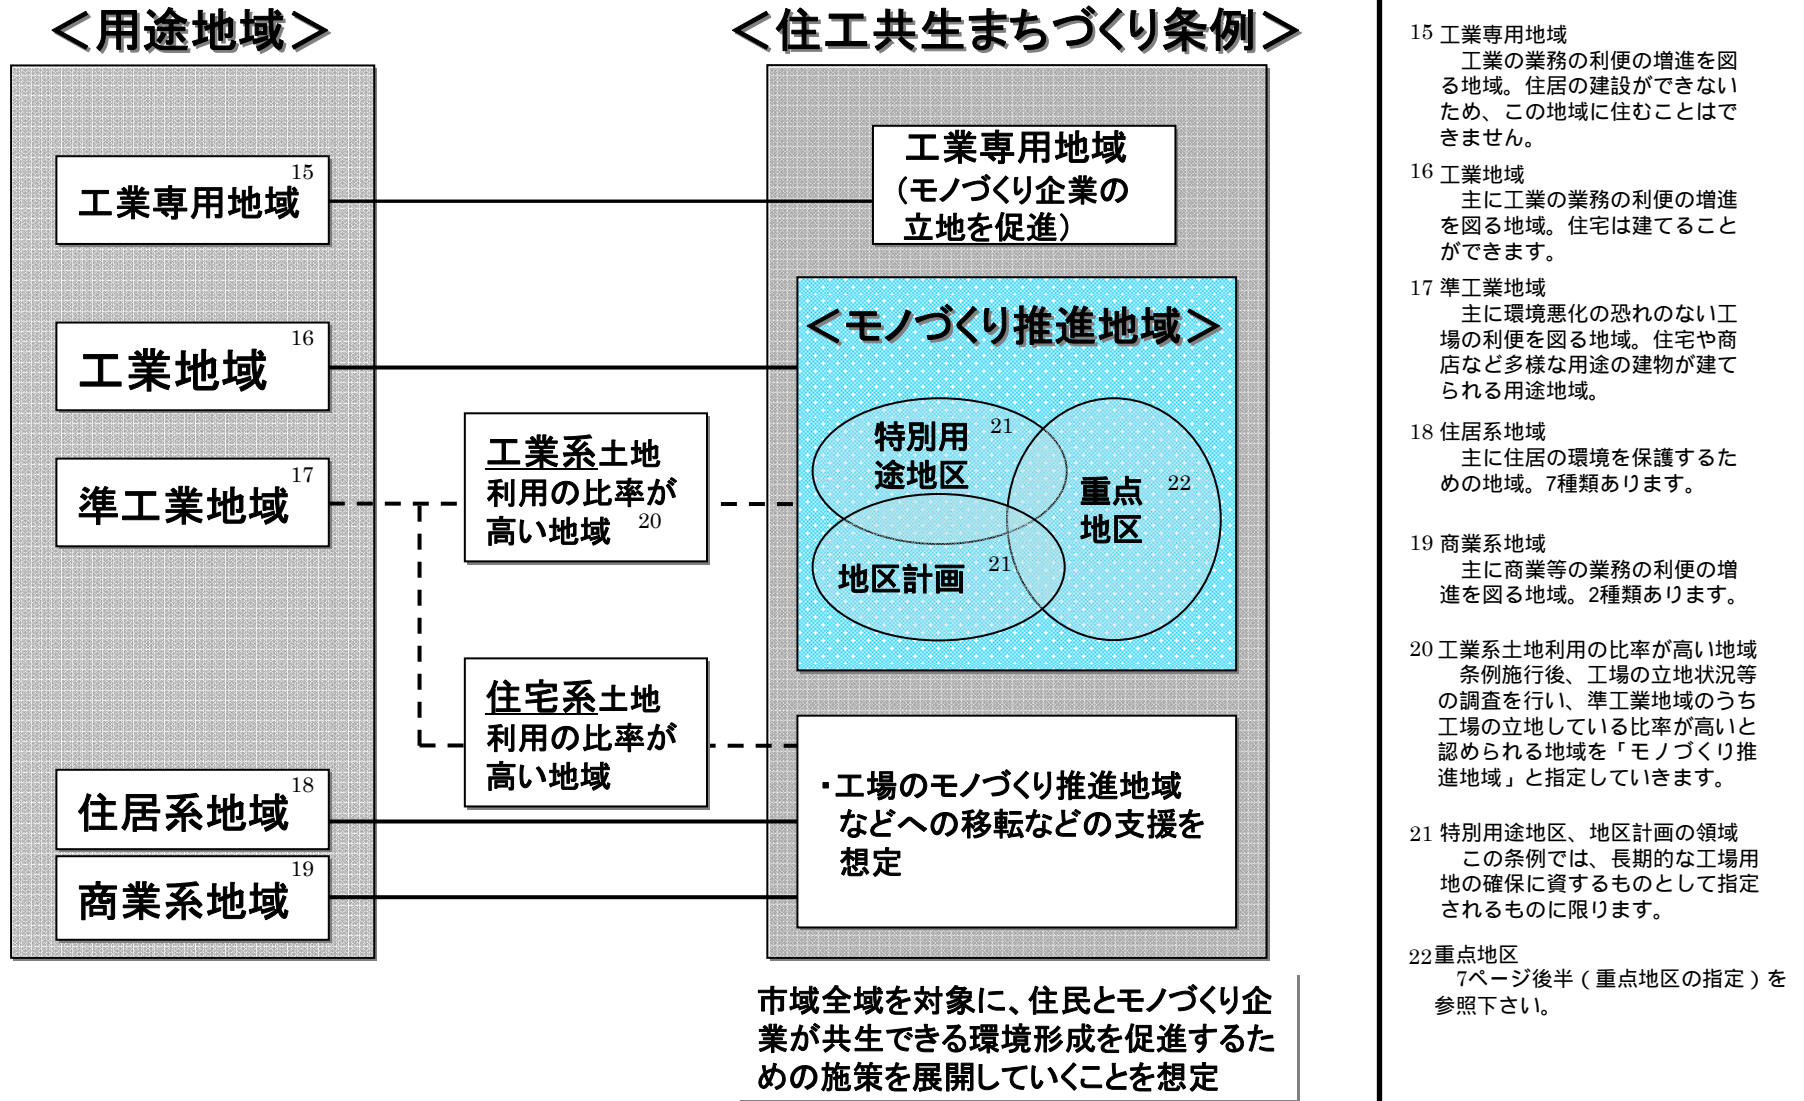 ＜用途地域＞
＜住工共生まちづくり条例＞
工業専用地域 15
工業地域 16
準工業地域 17
住居系地域 18
商業系地域 19
工業系土地
利用の比率が
高い地域 20
住宅系土地
利用の比率が
高い地域
工業専用地域
（モノづくり企業の
立地を促進）
＜モノづくり推進地域＞
特別用 21
途地区
重点 22
地区
地区計画 21
・工場のモノづくり推進地域
などへの移転などの支援を
想定
市域全域を対象に、住民とモノづくり企
業が共生できる環境形成を促進するた
めの施策を展開していくことを想定
15 工業専用地域
工業の業務の利便の増進を図
る地域。住居の建設ができない
ため、この地域に住むことはで
きません。
16 工業地域
主に工業の業務の利便の増進
を図る地域。住宅は建てること
ができます。
17 準工業地域
主に環境悪化の恐れのない工
場の利便を図る地域。住宅や商
店など多様な用途の建物が建て
られる用途地域。
18 住居系地域
主に住居の環境を保護するた
めの地域。7種類あります。
19 商業系地域
主に商業等の業務の利便の増
進を図る地域。2種類あります。
20 工業系土地利用の比率が高い地域
条例施行後、工場の立地状況等
の調査を行い、準工業地域のうち
工場の立地している比率が高いと
認められる地域を「モノづくり推
進地域」と指定していきます。
21 特別用途地区、地区計画の領域
この条例では、長期的な工場用
地の確保に資するものとして指定
されるものに限ります。
22 重点地区
7ページ後半（重点地区の指定）を
参照下さい。